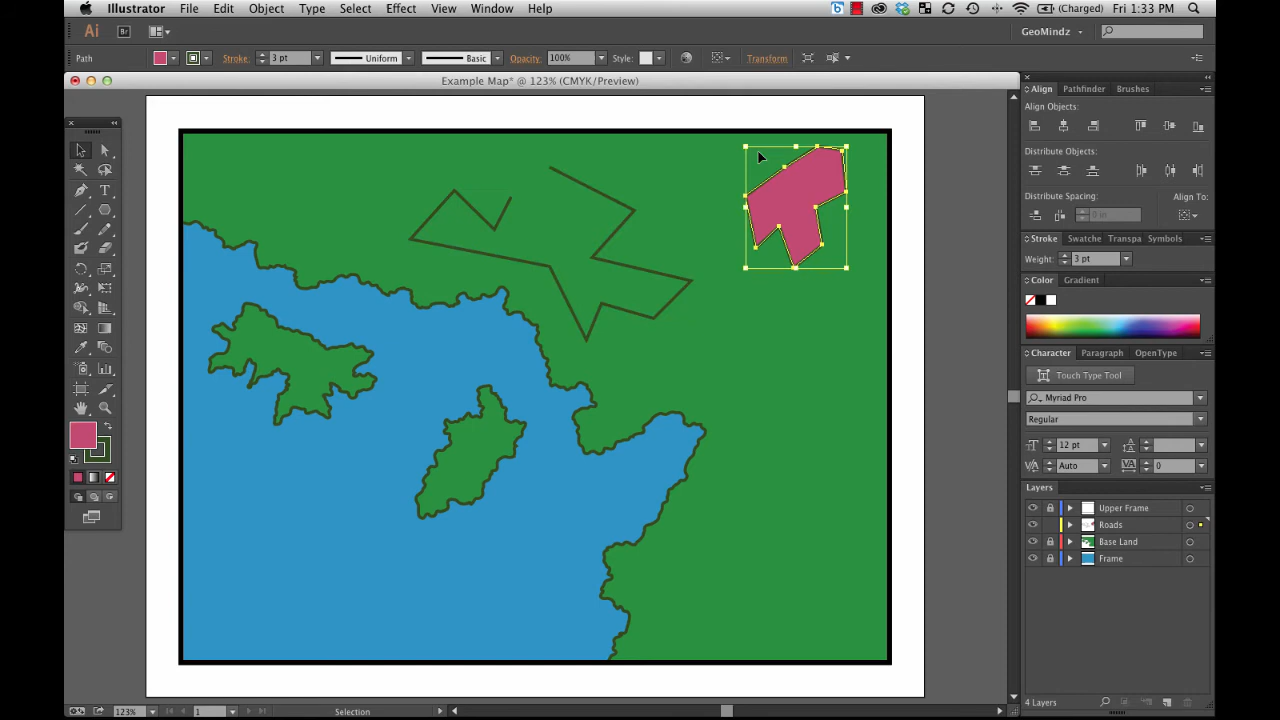 Illustrator File Edit Object Type Select Effect View Window Help (Charged) Fri 1:33 PM
Ai Br GeoMindz
Path Stroke: 3 pt Uniform Basic Opacity: 100% Style: Transform
Example Map* @ 123% (CMYK/Preview)
Align Pathfinder Brushes
Align Objects:
Distribute Objects:
Distribute Spacing: Align To:
0 in
Stroke Swatche Transpa Symbols
Weight: 3 pt
Color Gradient
Character Paragraph OpenType
Touch Type Tool
Myriad Pro
Regular
12 pt
Auto 0
Layers
Upper Frame
Roads
Base Land
Frame
4 Layers
123% 1 Selection